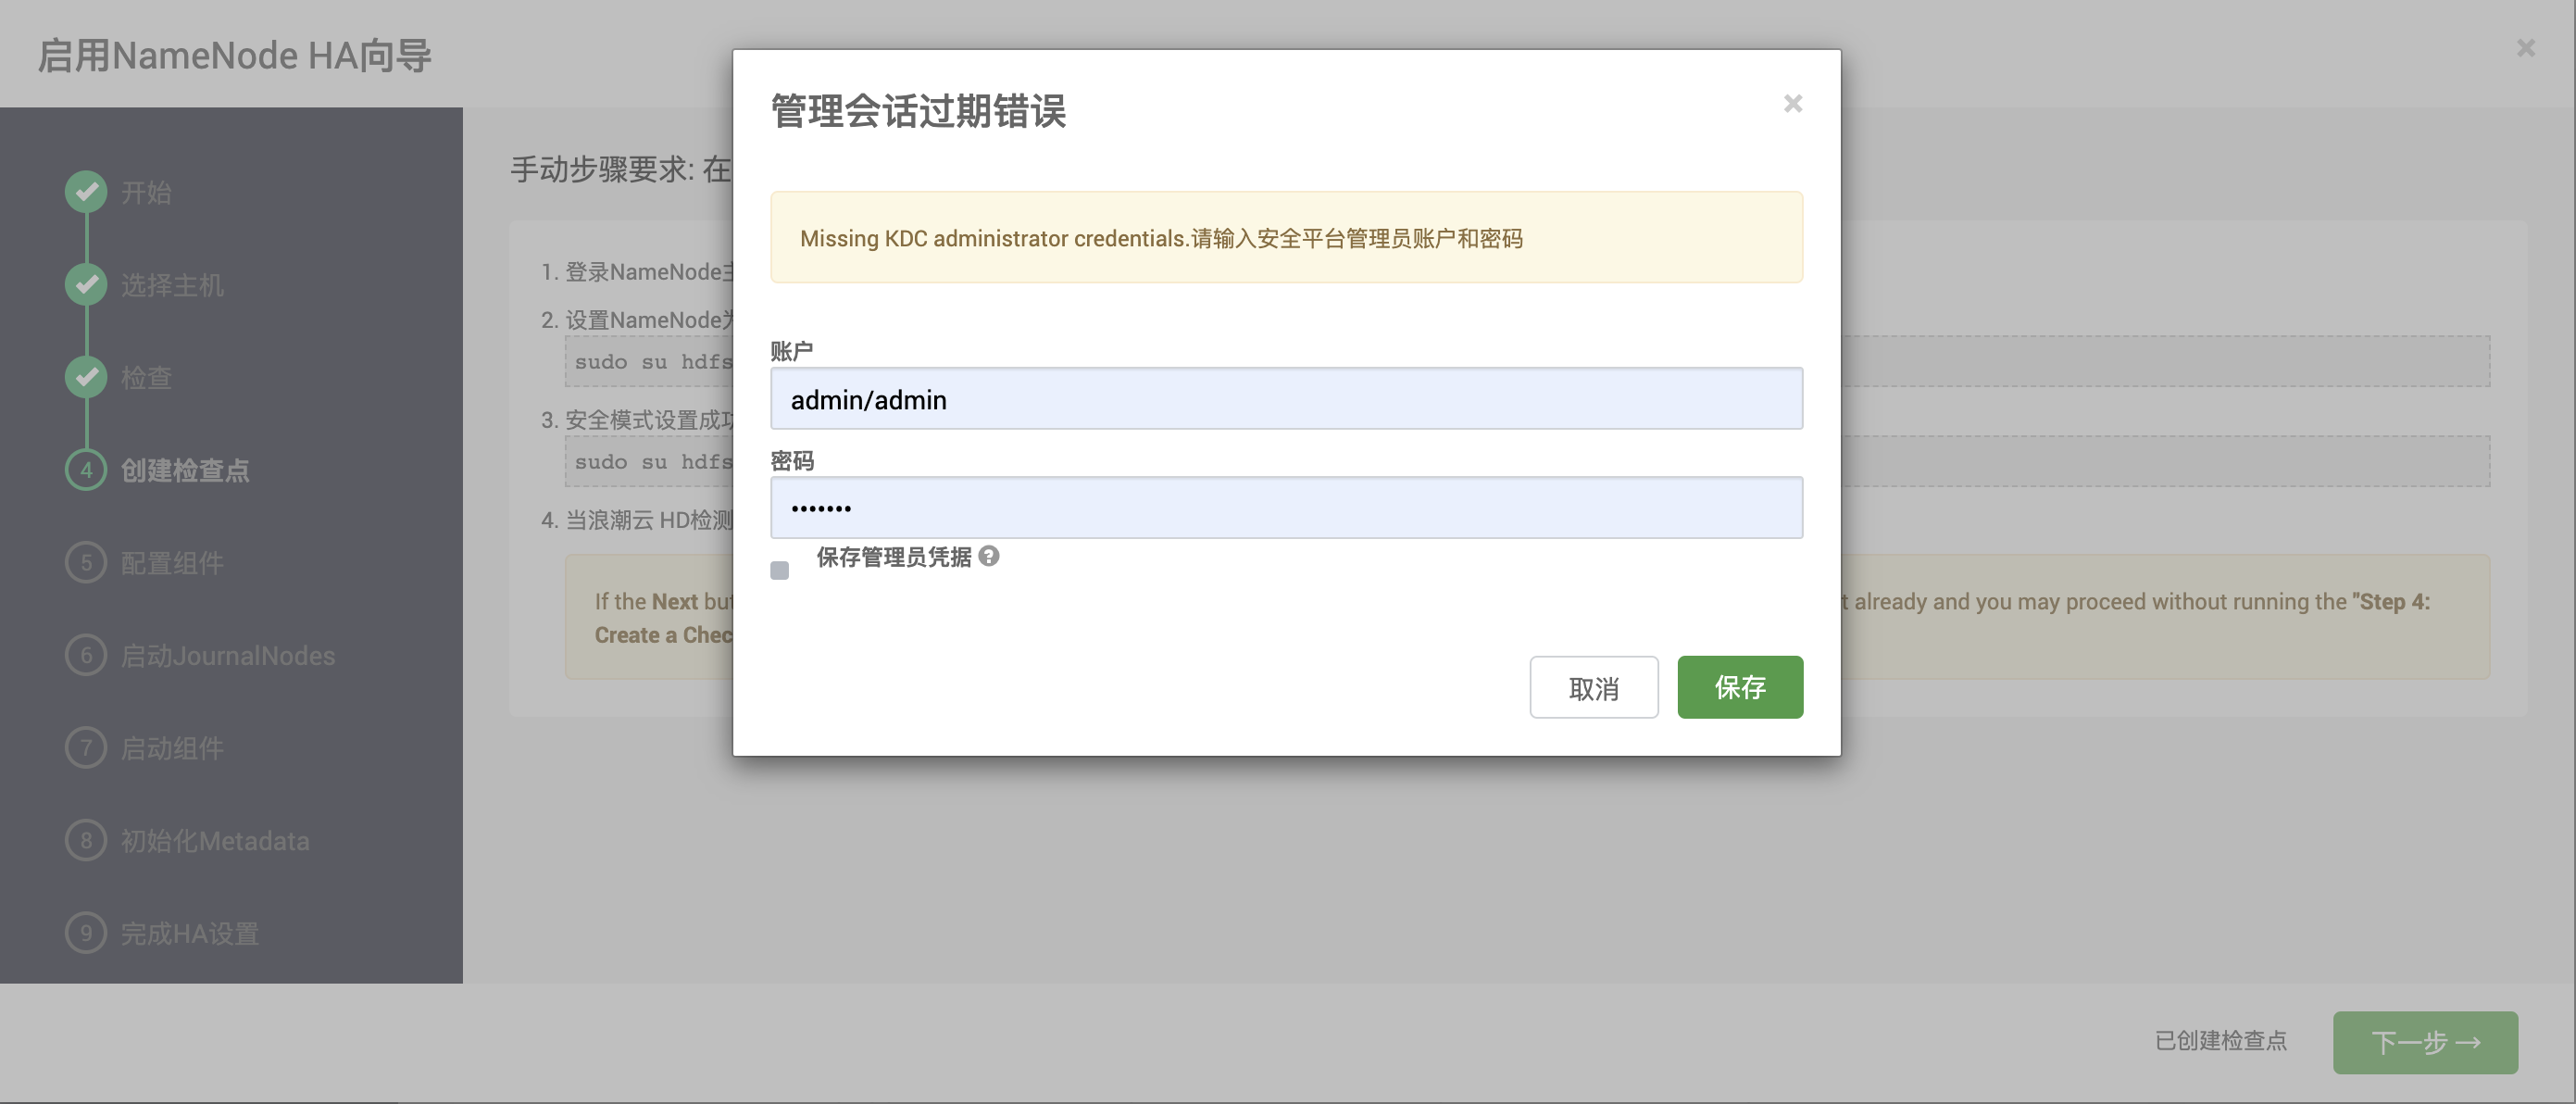 启用NameNode HA向导
开始
选择主机
检查
4 创建检查点
5 配置组件
6 启动JournalNodes
7 启动组件
8 初始化Metadata
9 完成HA设置
手动步骤要求: 在
1. 登录NameNode主
2. 设置NameNode为
sudo su hdfs
3. 安全模式设置成功
sudo su hdfs
4. 当浪潮云 HD检测
If the Next but
t already and you may proceed without running the "Step 4:
Create a Chec
管理会话过期错误
Missing KDC administrator credentials.请输入安全平台管理员账户和密码
账户
admin/admin
密码
•••••••
保存管理员凭据
取消
保存
已创建检查点
下一步 →